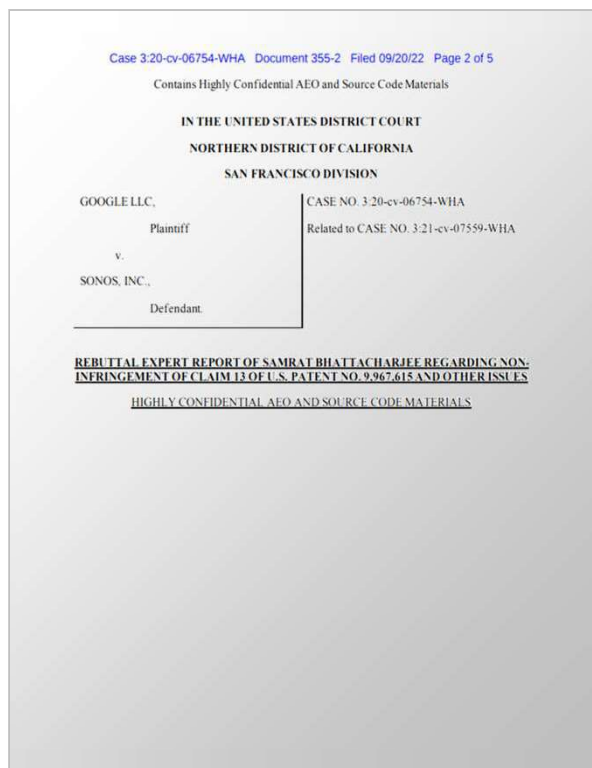 Case 3:20-cv-06754-WHA Document 355-2 Filed 09/20/22 Page 2 of 5
Contains Highly Confidential AEO and Source Code Materials
IN THE UNITED STATES DISTRICT COURT
NORTHERN DISTRICT OF CALIFORNIA
SAN FRANCISCO DIVISION
GOOGLE LLC,
Plaintiff
v.
SONOS, INC.,
Defendant.
CASE NO. 3:20-cv-06754-WHA
Related to CASE NO. 3:21-cv-07559-WHA
REBUTTAL EXPERT REPORT OF SAMRAT BHATTACHARJEE REGARDING NON-
INFRINGEMENT OF CLAIM 13 OF U.S. PATENT NO. 9,967,615 AND OTHER ISSUES
HIGHLY CONFIDENTIAL AEO AND SOURCE CODE MATERIALS